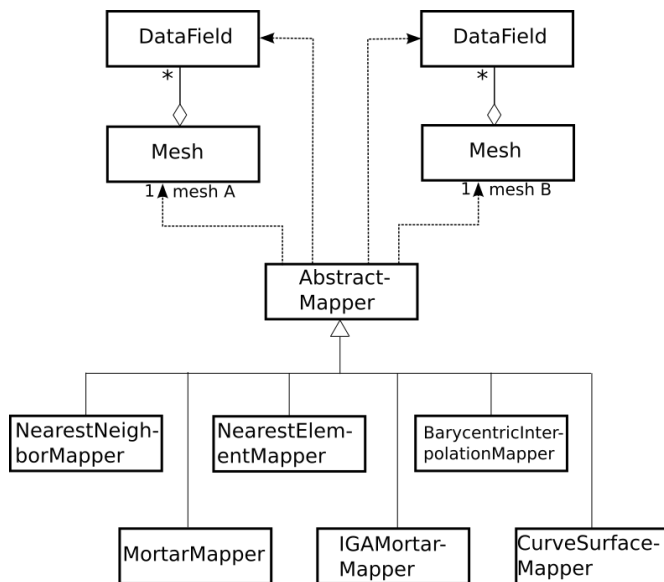 DataField
DataField
*
*
Mesh
Mesh
1 mesh A
1 mesh B
Abstract-
Mapper
NearestNeigh-
borMapper
NearestElem-
entMapper
BarycentricInter-
polationMapper
MortarMapper
IGAMortar-
Mapper
CurveSurface-
Mapper